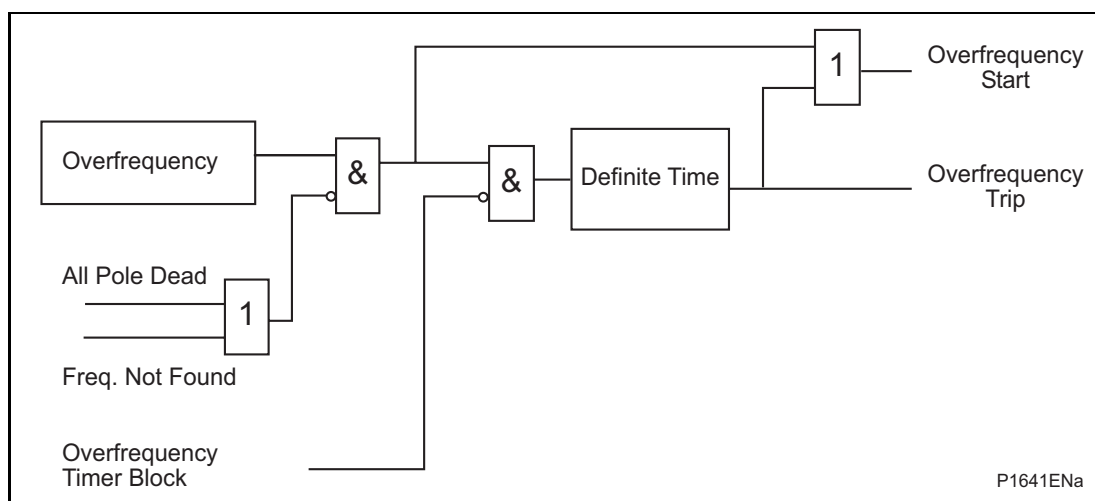 Overfrequency
Start
1
Overfrequency
&
&
Definite Time
Overfrequency
Trip
All Pole Dead
1
Freq. Not Found
Overfrequency
Timer Block
P1641ENa